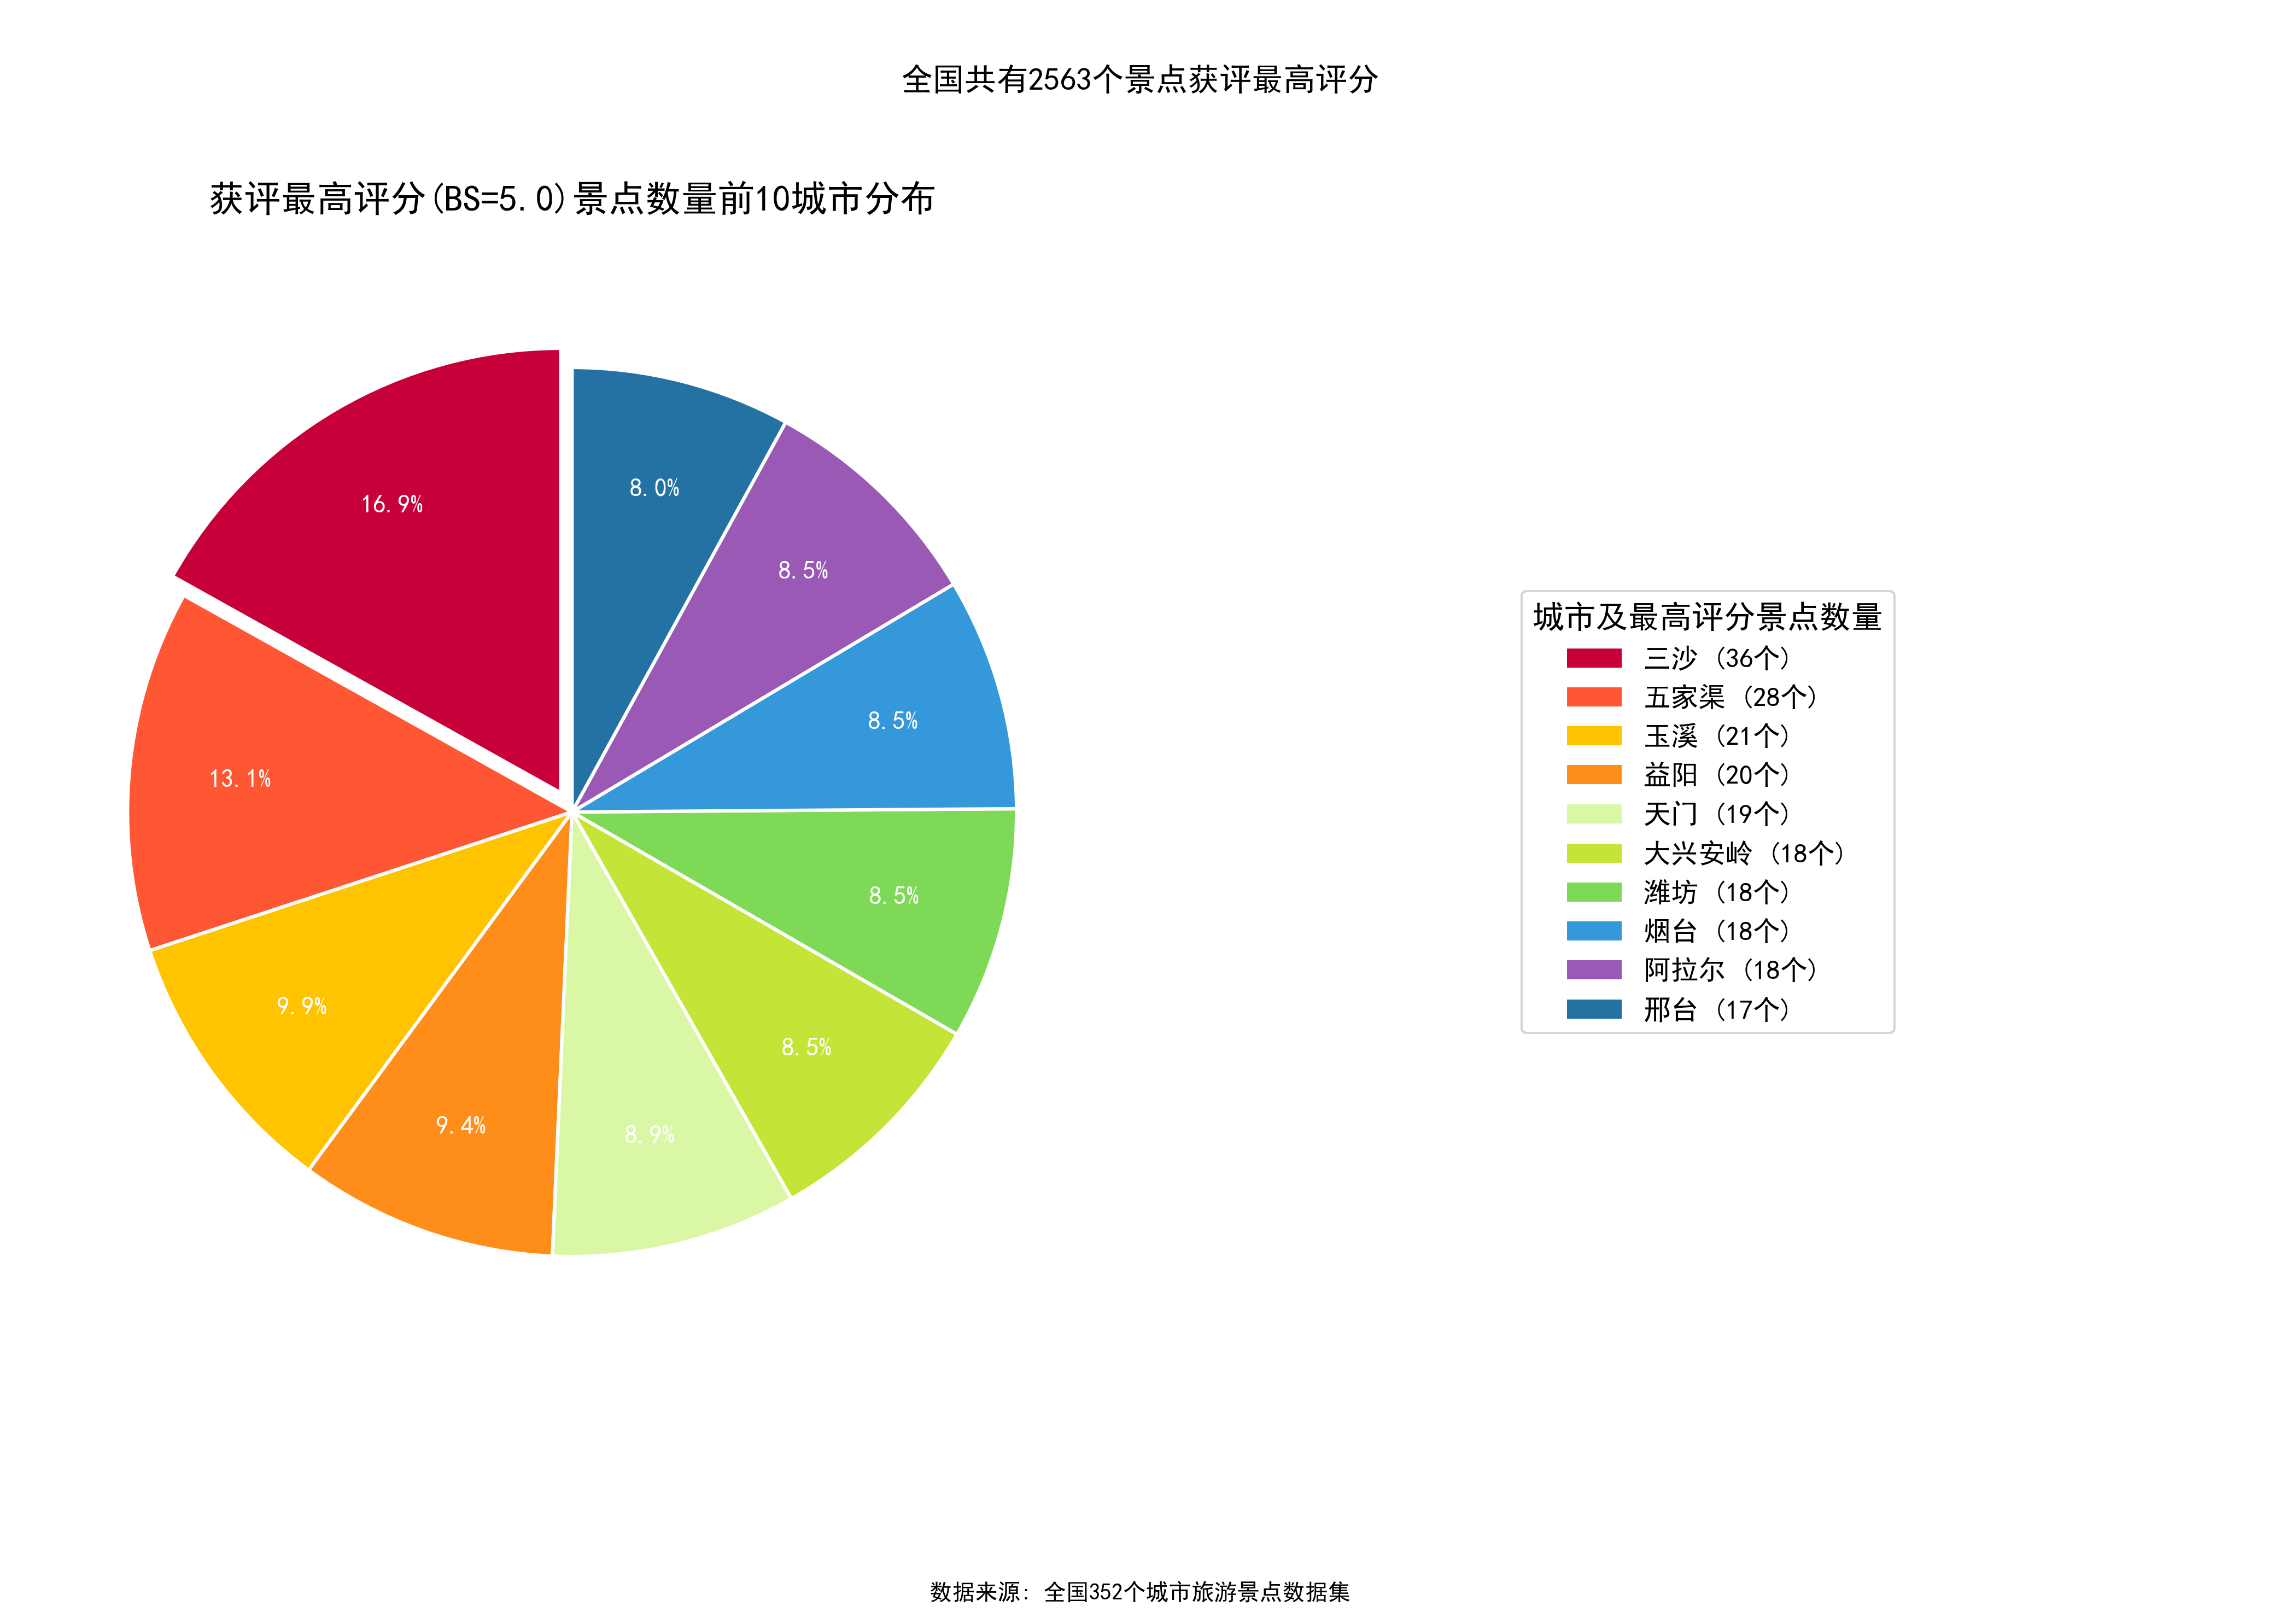 全国共有2563个景点获评最高评分
获评最高评分(BS=5.0)景点数量前10城市分布
16.9%
8.0%
8.5%
8.5%
13.1%
8.5%
9.9%
8.5%
9.4%
8.9%
城市及最高评分景点数量
三沙 (36个)
五家渠 (28个)
玉溪 (21个)
益阳 (20个)
天门 (19个)
大兴安岭 (18个)
潍坊 (18个)
烟台 (18个)
阿拉尔 (18个)
邢台 (17个)
数据来源: 全国352个城市旅游景点数据集